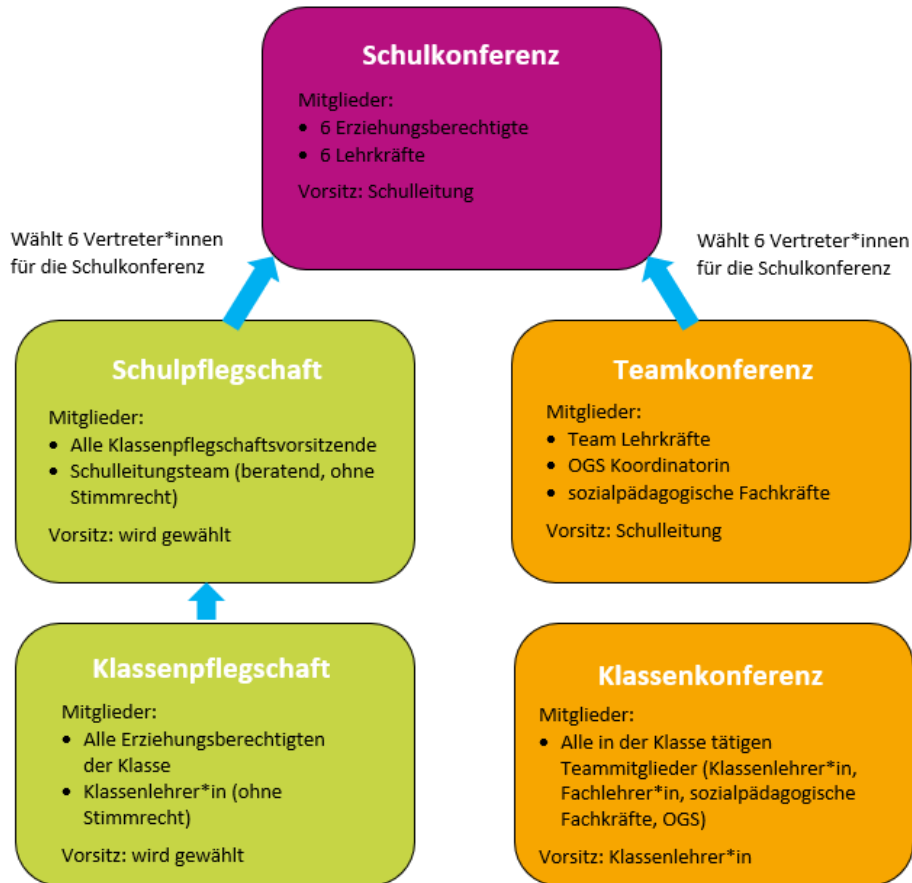 Schulkonferenz
Mitglieder:
• 6 Erziehungsberechtigte
• 6 Lehrkräfte
Vorsitz: Schulleitung
Wählt 6 Vertreter*innen
für die Schulkonferenz
Wählt 6 Vertreter*innen
für die Schulkonferenz
Schulpflegschaft
Mitglieder:
• Alle Klassenpflegschaftsvorsitzende
• Schulleitungsteam (beratend, ohne
Stimmrecht)
Vorsitz: wird gewählt
Teamkonferenz
Mitglieder:
• Team Lehrkräfte
• OGS Koordinatorin
• sozialpädagogische Fachkräfte
Vorsitz: Schulleitung
Klassenpflegschaft
Mitglieder:
• Alle Erziehungsberechtigten
der Klasse
• Klassenlehrer*in (ohne
Stimmrecht)
Vorsitz: wird gewählt
Klassenkonferenz
Mitglieder:
• Alle in der Klasse tätigen
Teammitglieder (Klassenlehrer*in,
Fachlehrer*in, sozialpädagogische
Fachkräfte, OGS)
Vorsitz: Klassenlehrer*in